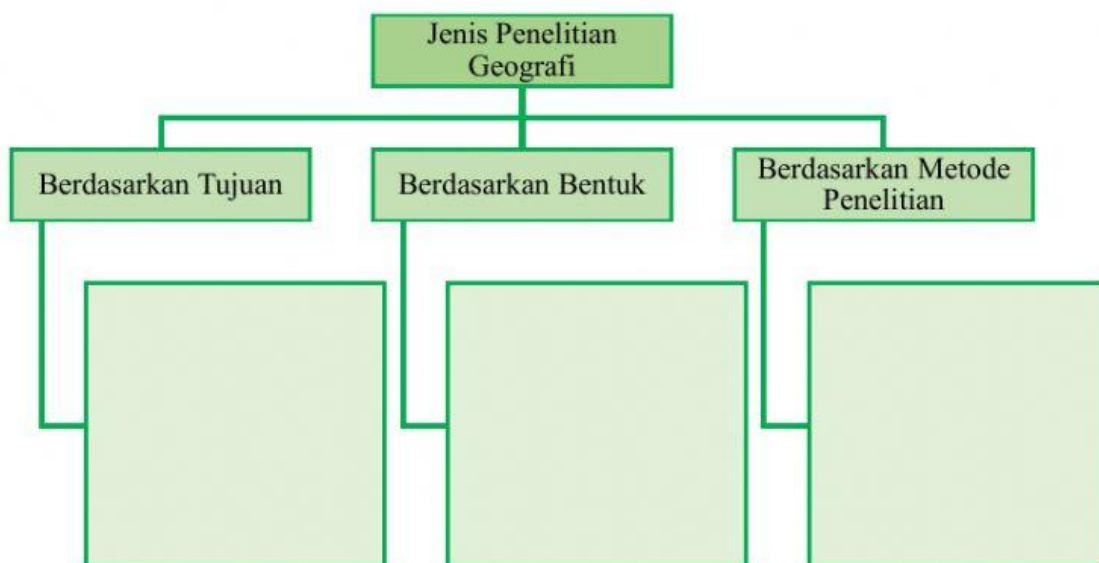 Jenis Penelitian
Geografi
Berdasarkan Tujuan
Berdasarkan Bentuk
Berdasarkan Metode
Penelitian